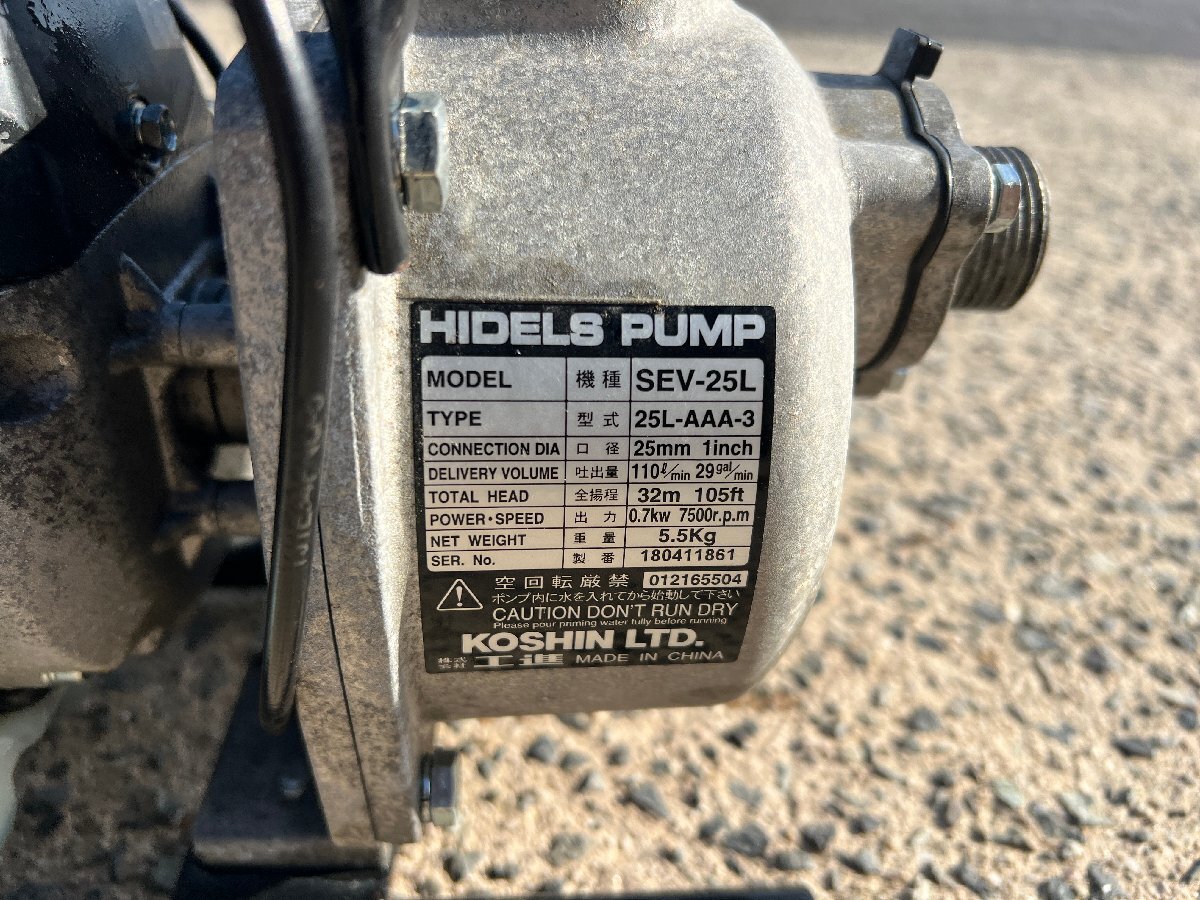 HIDELS PUMP
MODEL 機種 SEV-25L
TYPE 型式 25L-AAA-3
CONNECTION DIA 口径 25mm 1inch
DELIVERY VOLUME 吐出量 110ℓ/min 29gal/min
TOTAL HEAD 全揚程 32m 105ft
POWER・SPEED 出力 0.7kw 7500r.p.m
NET WEIGHT 重量 5.5Kg
SER. No. 製番 180411861
空回転厳禁 012165504
ポンプ内に水を入れてから始動して下さい
CAUTION DON'T RUN DRY
Please pour priming water fully before running
KOSHIN LTD.
株式会社 工進 MADE IN CHINA